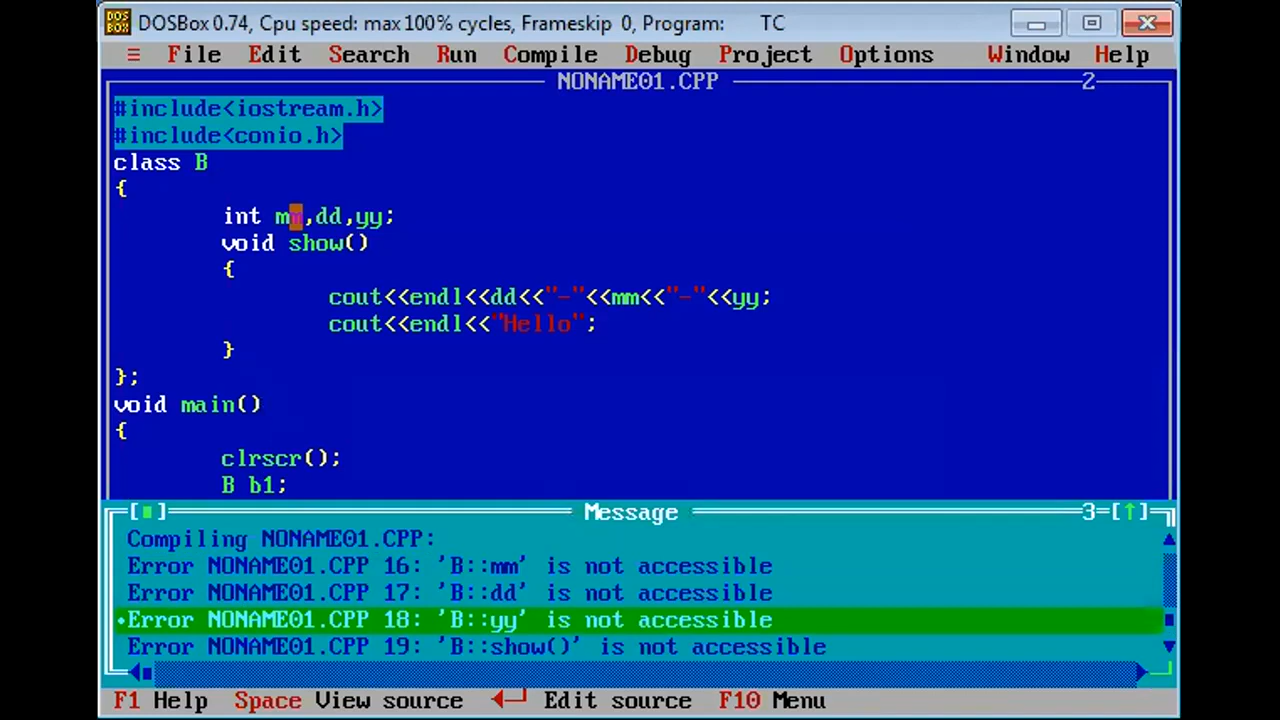 DOS BOX DOSBox 0.74, Cpu speed: max 100% cycles, Frameskip 0, Program: TC
≡ File Edit Search Run Compile Debug Project Options Window Help
NONAME01.CPP 2
#include<iostream.h>
#include<conio.h>
class B
{
int mm,dd,yy;
void show()
{
cout<<endl<<dd<<"-"<<mm<<"-"<<yy;
cout<<endl<<"Hello";
}
};
void main()
{
clrscr();
B b1;
[■] Message 3=[↑]
Compiling NONAME01.CPP:
Error NONAME01.CPP 16: 'B::mm' is not accessible
Error NONAME01.CPP 17: 'B::dd' is not accessible
•Error NONAME01.CPP 18: 'B::yy' is not accessible
Error NONAME01.CPP 19: 'B::show()' is not accessible
F1 Help Space View source ◄─┘ Edit source F10 Menu